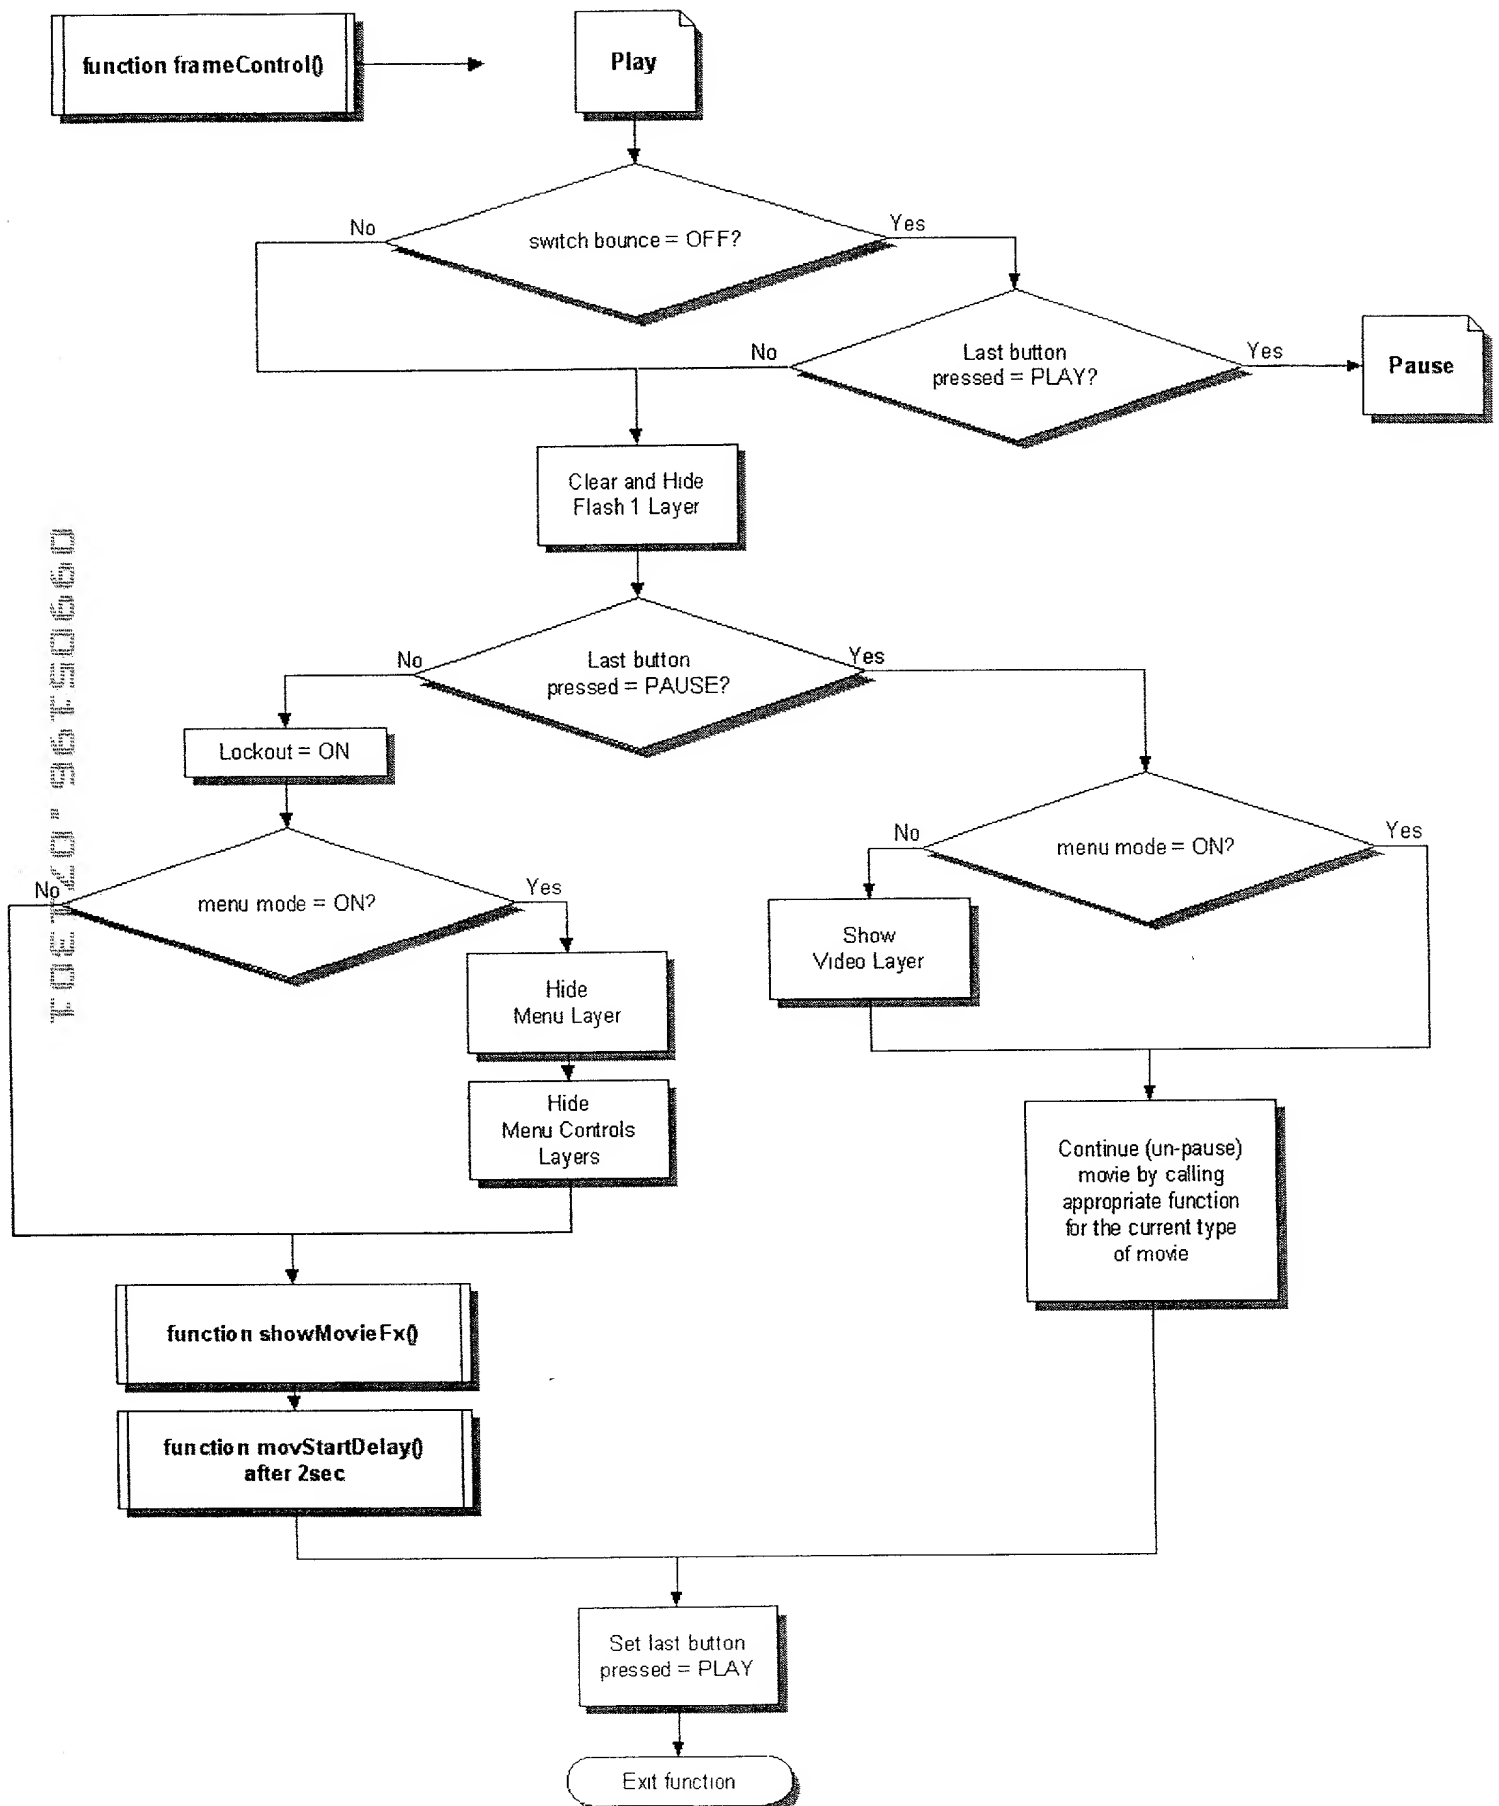 function frameControl()
Play
switch bounce = OFF?
No
Yes
Last button
pressed = PLAY?
No
Yes
Pause
Clear and Hide
Flash 1 Layer
Last button
pressed = PAUSE?
No
Yes
Lockout = ON
menu mode = ON?
No
Yes
menu mode = ON?
No
Yes
Hide
Menu Layer
Show
Video Layer
Hide
Menu Controls
Layers
Continue (un-pause)
movie by calling
appropriate function
for the current type
of movie
function showMovieFx()
function movStartDelay()
after 2sec
Set last button
pressed = PLAY
Exit function
09905196.071301